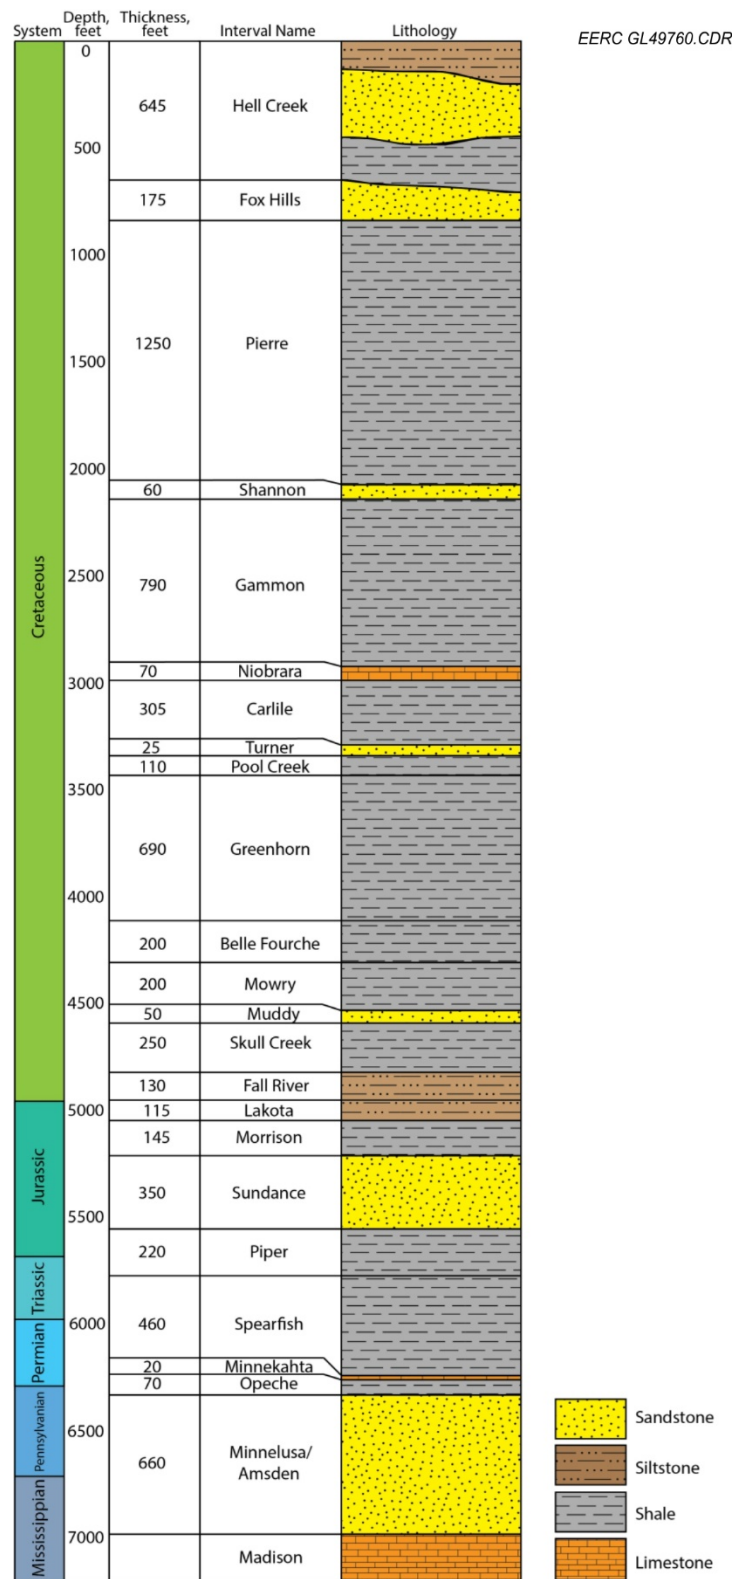 System Depth, feet Thickness, feet Interval Name Lithology
EERC GL49760.CDR
0
645 Hell Creek
500
175 Fox Hills
1000
1250 Pierre
1500
2000
60 Shannon
2500
790 Gammon
Cretaceous
70 Niobrara
3000
305 Carlile
25 Turner
110 Pool Creek
3500
690 Greenhorn
4000
200 Belle Fourche
200 Mowry
4500
50 Muddy
250 Skull Creek
130 Fall River
5000
115 Lakota
145 Morrison
Jurassic
350 Sundance
5500
220 Piper
Triassic
6000
460 Spearfish
Permian
20 Minnekahta
70 Opeche
Pennsylvanian
6500
660 Minnelusa/
Amsden
Mississippian
7000
Madison
Sandstone
Siltstone
Shale
Limestone